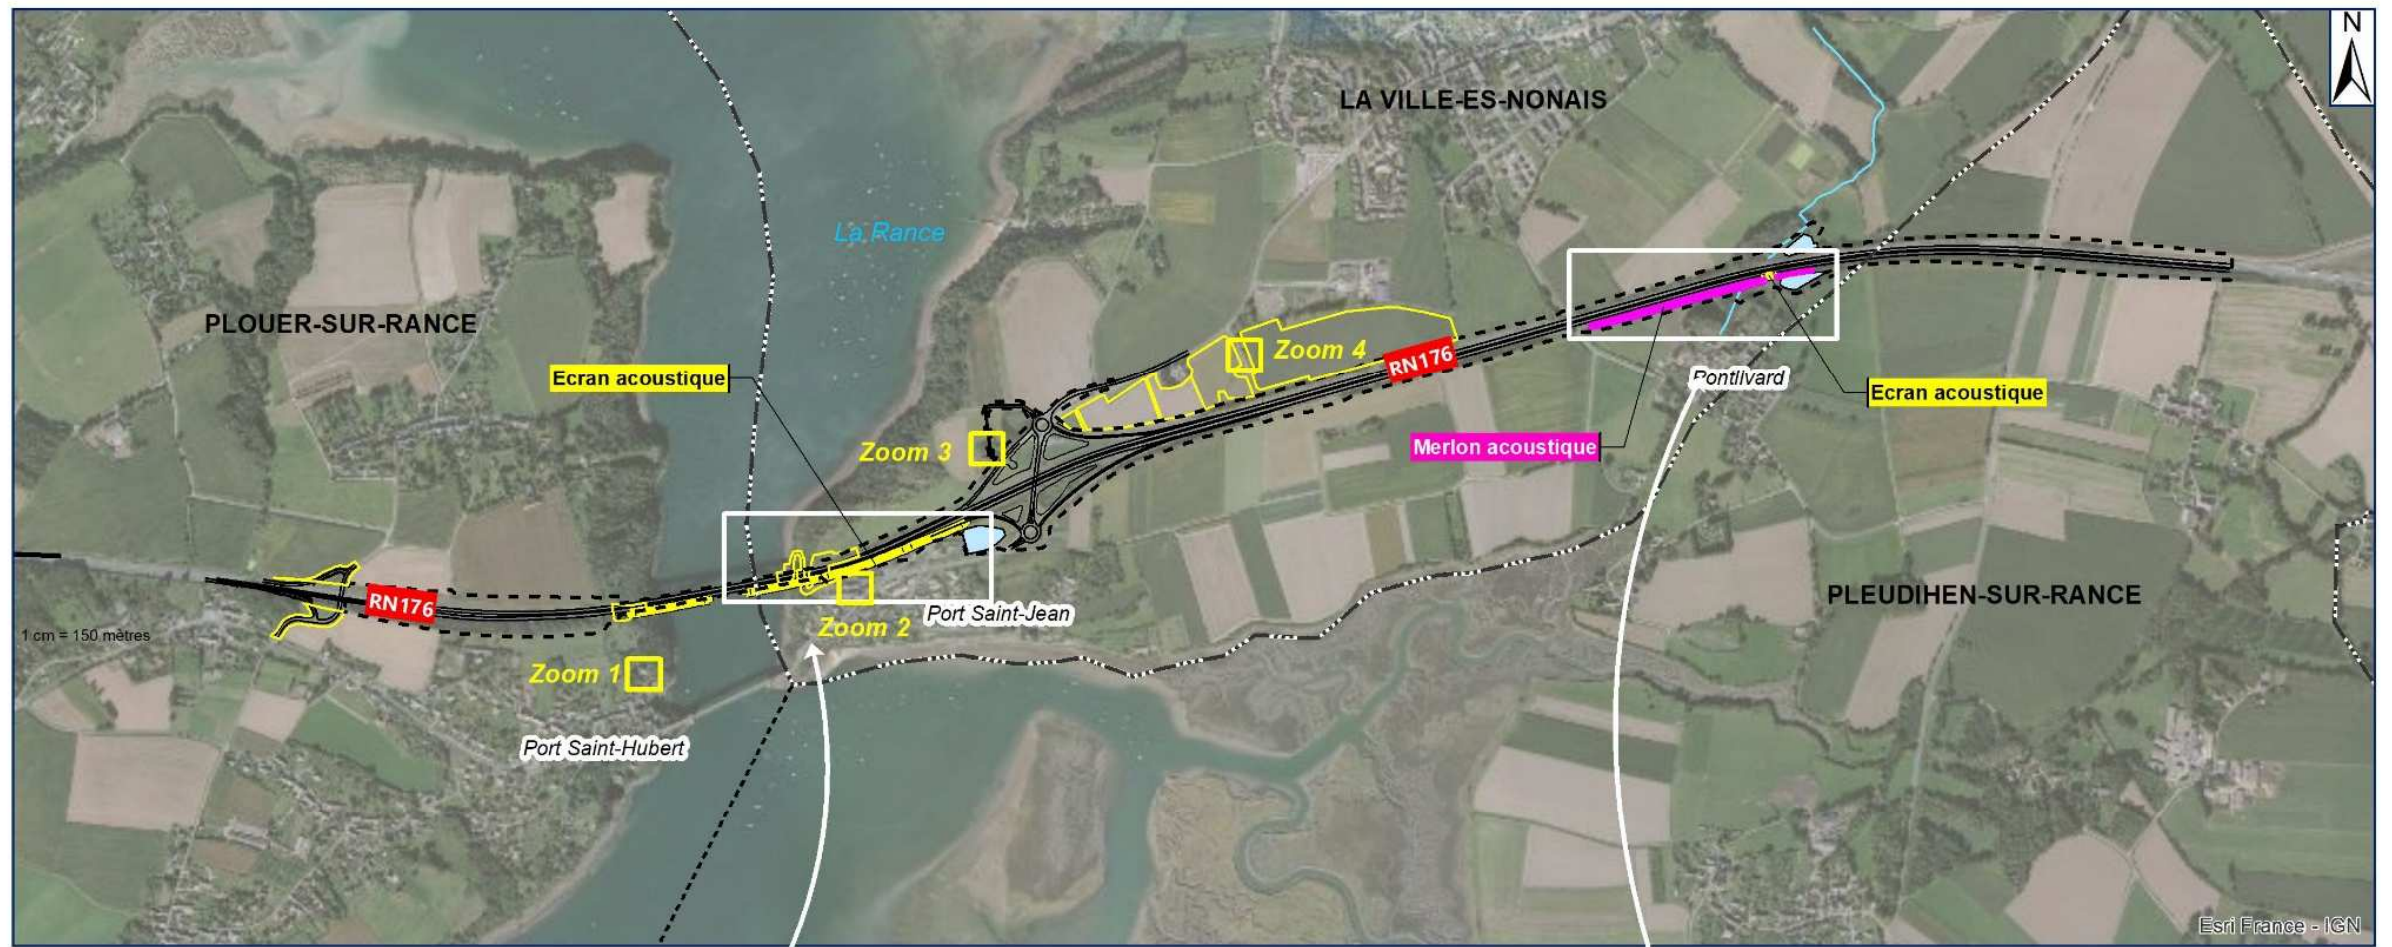 N
LA VILLE-ES-NONAIS
La Rance
PLOUER-SUR-RANCE
Zoom 4
RN176
Ecran acoustique
Pontlivard
Ecran acoustique
Zoom 3
Merlon acoustique
RN176
PLEUDIHEN-SUR-RANCE
Port Saint-Jean
1 cm = 150 mètres
Zoom 2
Zoom 1
Port Saint-Hubert
Esri France - IGN